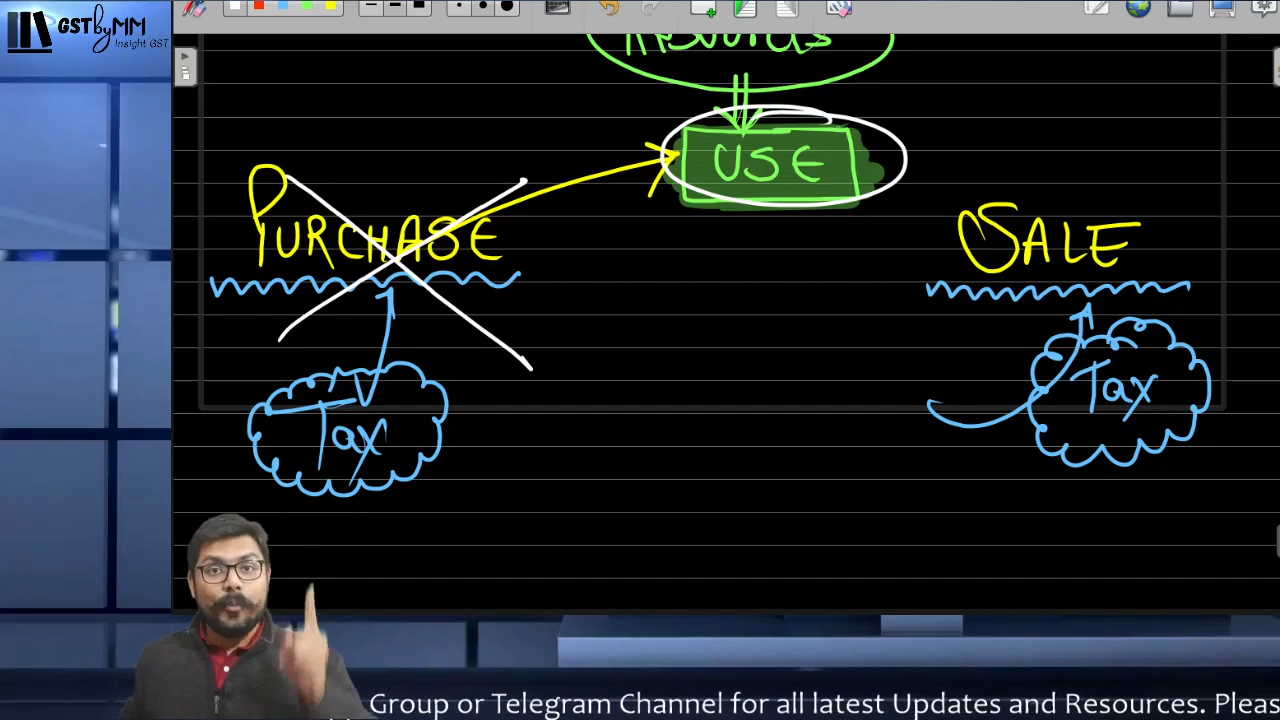 GSTbyMM
Insight GST
Resources
USE
PURCHASE
SALE
Tax
Tax
Group or Telegram Channel for all latest Updates and Resources. Pleas